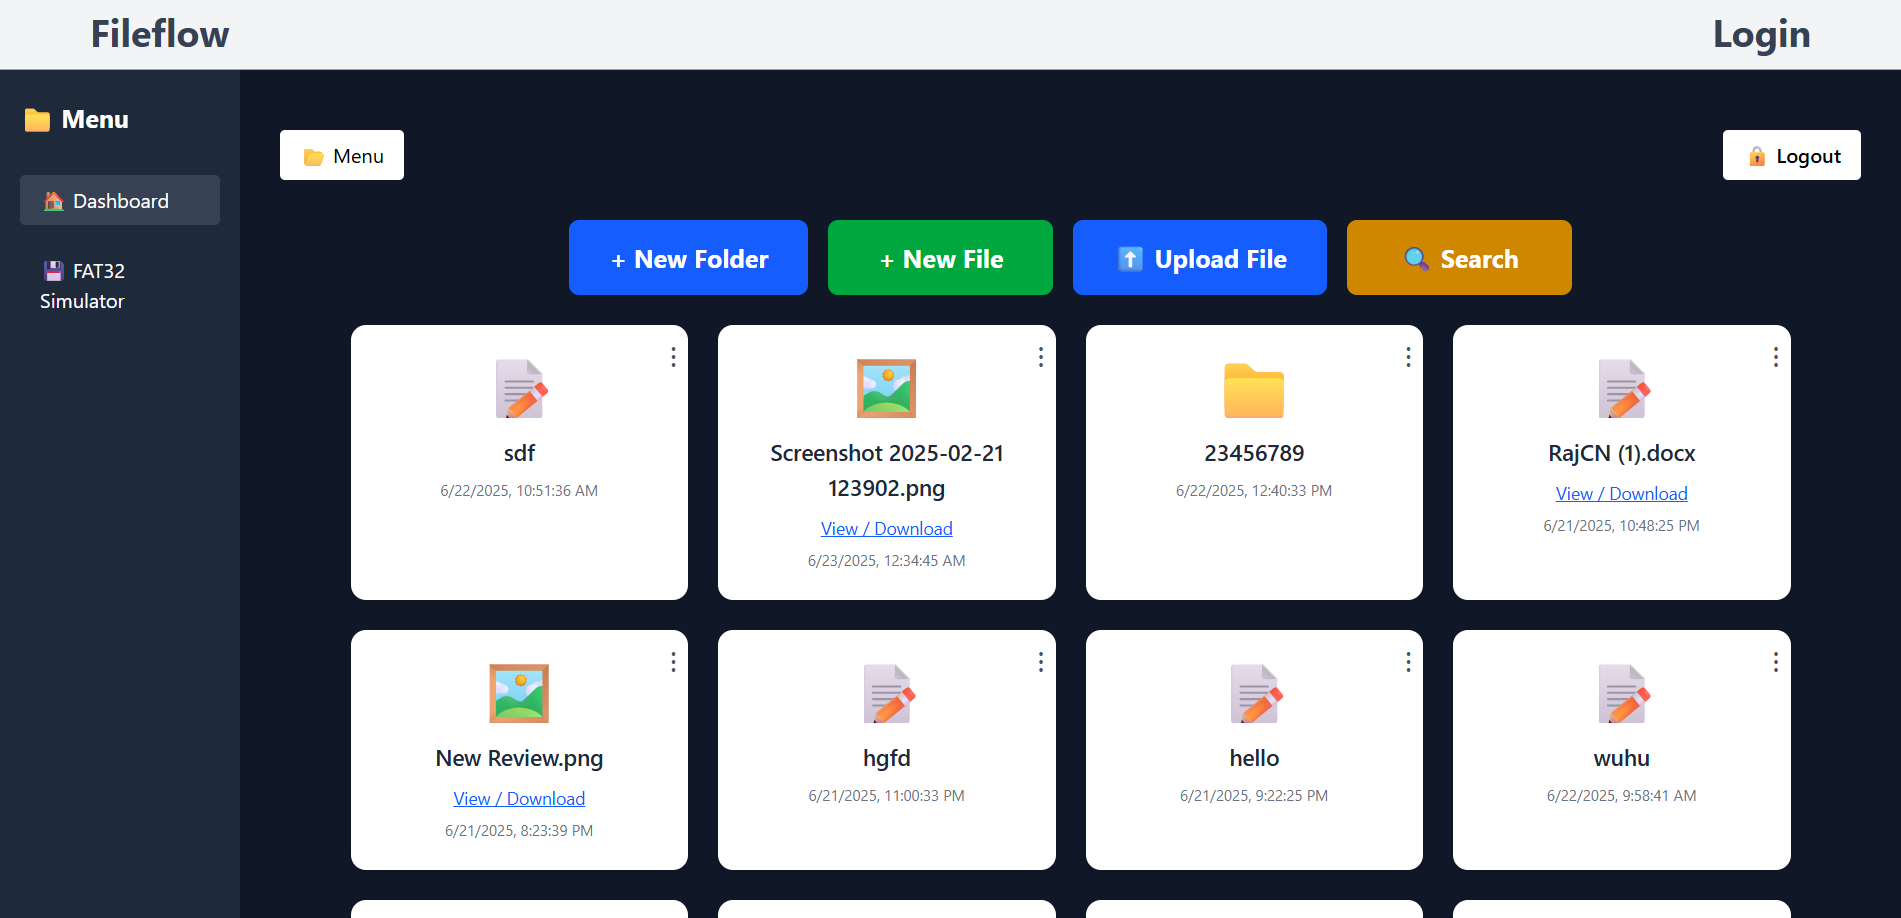 Fileflow
Login
Menu
Dashboard
FAT32
Simulator
Menu
Logout
+ New Folder
+ New File
Upload File
Search
sdf
6/22/2025, 10:51:36 AM
Screenshot 2025-02-21
123902.png
View / Download
6/23/2025, 12:34:45 AM
23456789
6/22/2025, 12:40:33 PM
RajCN (1).docx
View / Download
6/21/2025, 10:48:25 PM
New Review.png
View / Download
6/21/2025, 8:23:39 PM
hgfd
6/21/2025, 11:00:33 PM
hello
6/21/2025, 9:22:25 PM
wuhu
6/22/2025, 9:58:41 AM